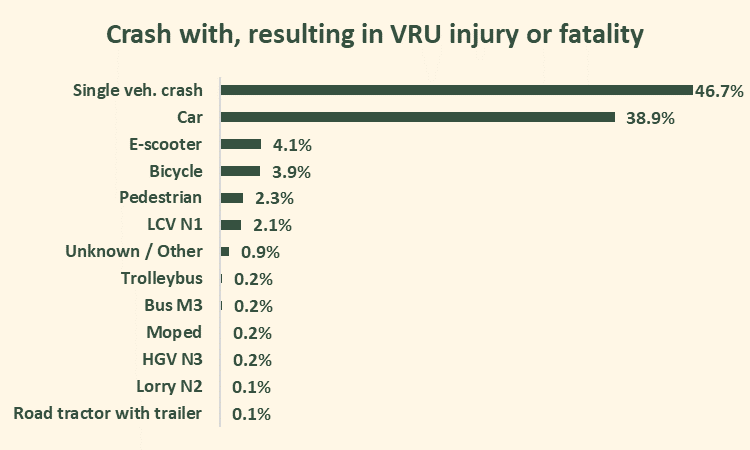 Crash with, resulting in VRU injury or fatality
Single veh. crash 46.7%
Car 38.9%
E-scooter 4.1%
Bicycle 3.9%
Pedestrian 2.3%
LCV N1 2.1%
Unknown / Other 0.9%
Trolleybus 0.2%
Bus M3 0.2%
Moped 0.2%
HGV N3 0.2%
Lorry N2 0.1%
Road tractor with trailer 0.1%